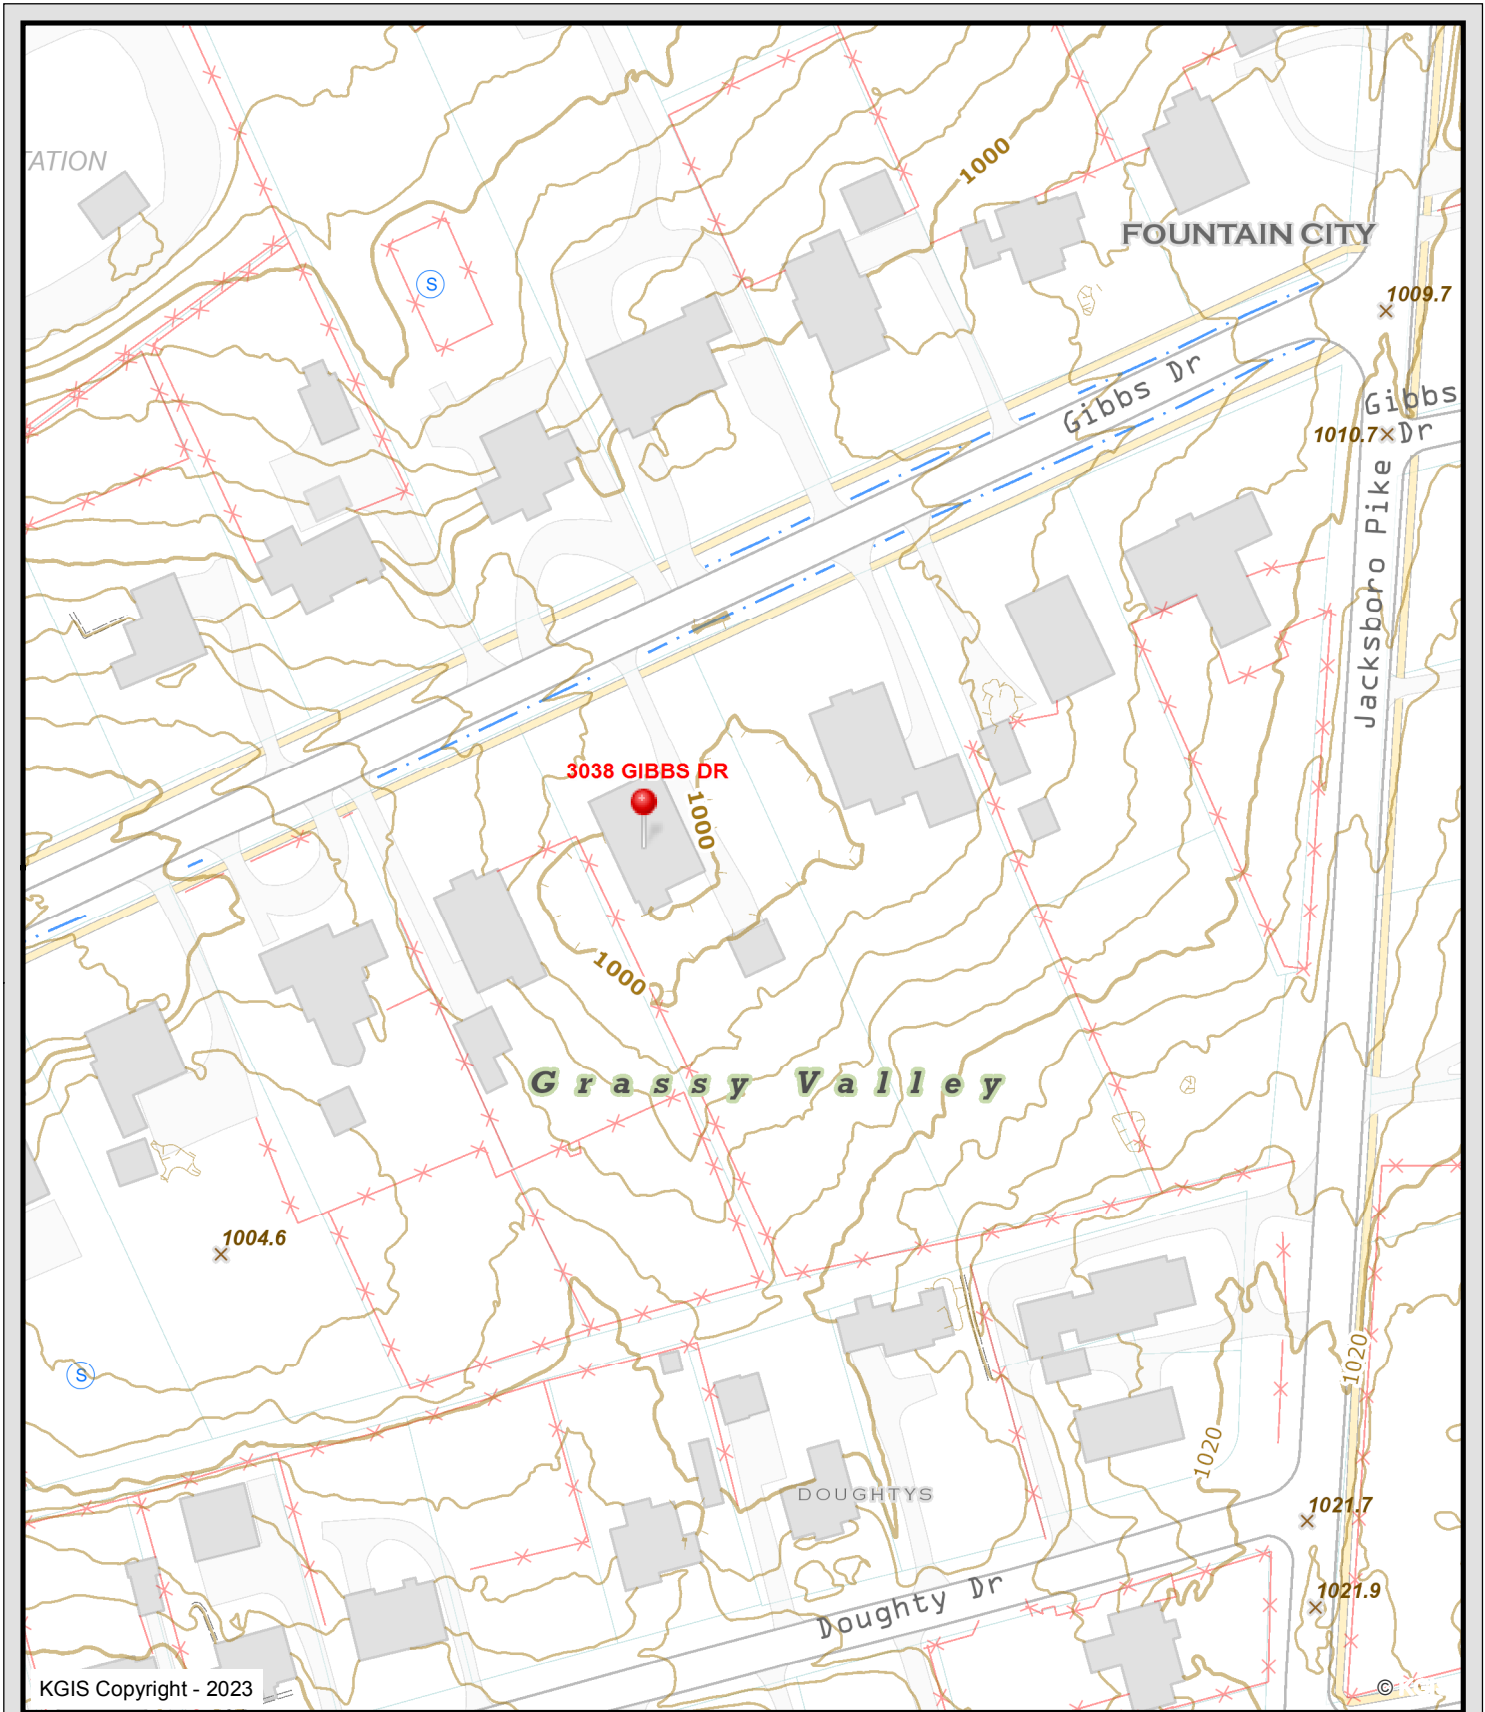 TATION
1000
FOUNTAIN CITY
S
1009.7
Gibbs Dr
Gibbs
Dr
1010.7
Jacksboro Pike
3038 GIBBS DR
1000
1000
Grassy Valley
1004.6
S
1020
1020
DOUGHTYS
1021.7
Doughty Dr
1021.9
KGIS Copyright - 2023
©